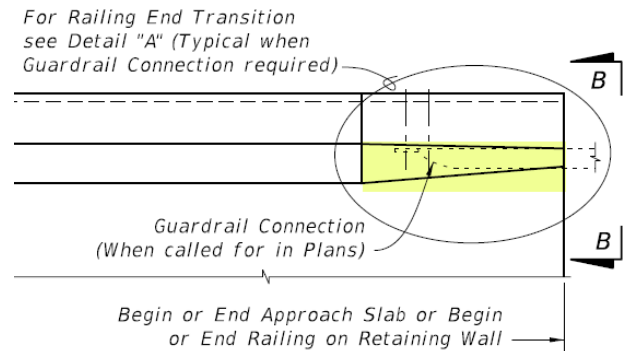 For Railing End Transition
see Detail "A" (Typical when
Guardrail Connection required)
B
Guardrail Connection
(When called for in Plans)
B
Begin or End Approach Slab or Begin
or End Railing on Retaining Wall